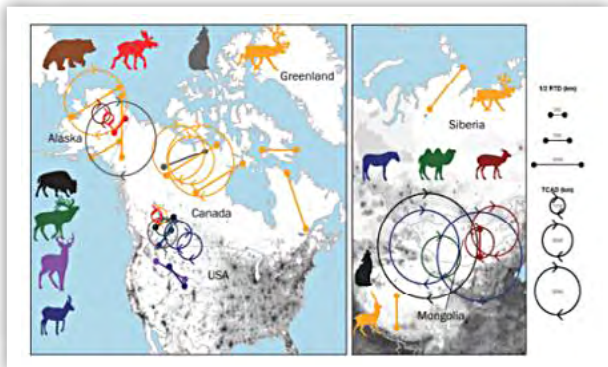 Greenland
Alaska
Canada
USA
Siberia
Mongolia
1/2 RTD (km)
TCAD (km)